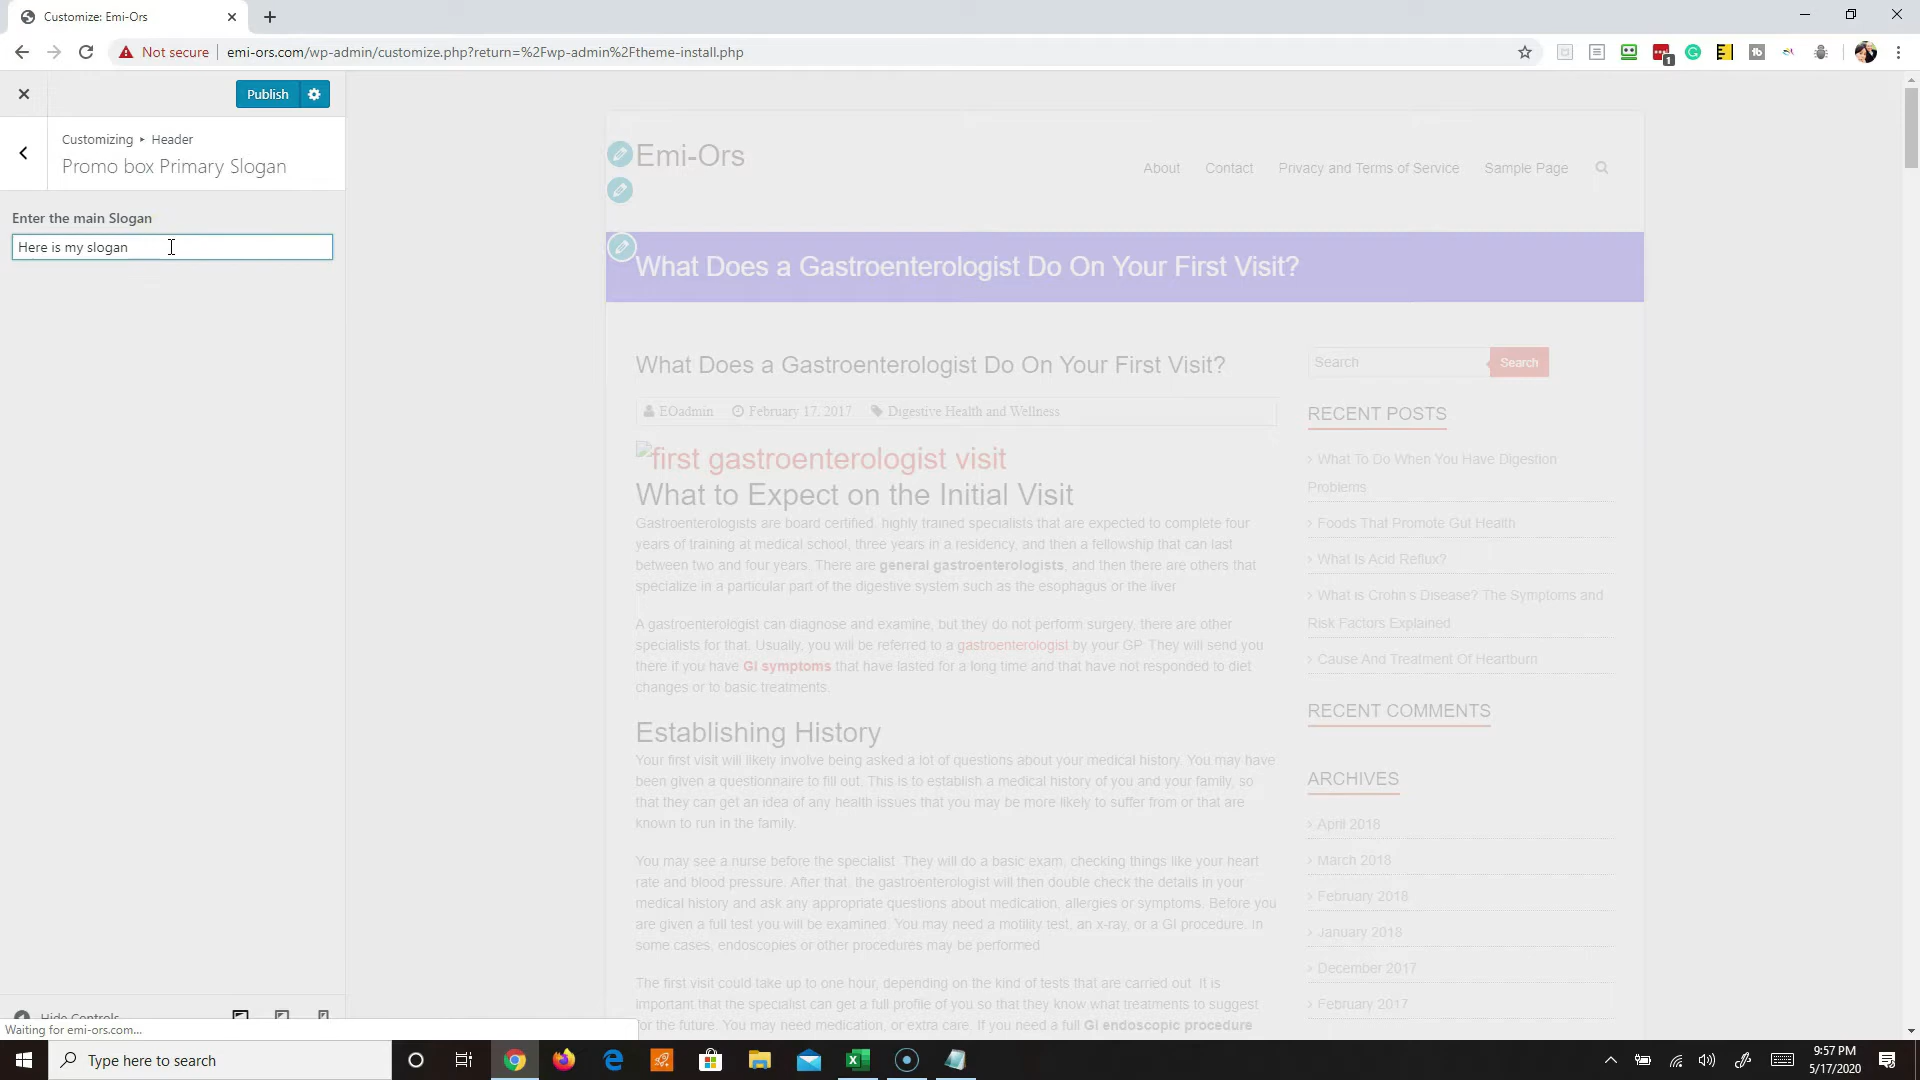 Customize: Emi-Ors
Not secure
emi-ors.com/wp-admin/customize.php?return=%2Fwp-admin%2Ftheme-install.php
1
Publish
Customizing ▸ Header
Promo box Primary Slogan
Enter the main Slogan
Here is my slogan
Emi-Ors
About Contact Privacy and Terms of Service Sample Page
What Does a Gastroenterologist Do On Your First Visit?
What Does a Gastroenterologist Do On Your First Visit?
EOadmin February 17, 2017 Digestive Health and Wellness
first gastroenterologist visit
What to Expect on the Initial Visit
Gastroenterologists are board certified, highly trained specialists that are expected to complete four
years of training at medical school, three years in a residency, and then a fellowship that can last
between two and four years. There are general gastroenterologists, and then there are others that
specialize in a particular part of the digestive system such as the esophagus or the liver
A gastroenterologist can diagnose and examine, but they do not perform surgery, there are other
specialists for that. Usually, you will be referred to a gastroenterologist by your GP. They will send you
there if you have GI symptoms that have lasted for a long time and that have not responded to diet
changes or to basic treatments.
Establishing History
Your first visit will likely involve being asked a lot of questions about your medical history. You may have
been given a questionnaire to fill out. This is to establish a medical history of you and your family, so
that they can get an idea of any health issues that you may be more likely to suffer from or that are
known to run in the family.
You may see a nurse before the specialist. They will do a basic exam, checking things like your heart
rate and blood pressure. After that, the gastroenterologist will then double check the details in your
medical history and ask any appropriate questions about medication, allergies or symptoms. Before you
are given a full test you will be examined. You may need a motility test, an x-ray, or a GI procedure. In
some cases, endoscopies or other procedures may be performed.
The first visit could take up to one hour, depending on the kind of tests that are carried out. It is
important that the specialist can get a full profile of you so that they know what treatments to suggest
for the future. You may need medication, or extra care. If you need a full GI endoscopic procedure
Search
Search
RECENT POSTS
What To Do When You Have Digestion
Problems
Foods That Promote Gut Health
What Is Acid Reflux?
What is Crohn's Disease? The Symptoms and
Risk Factors Explained
Cause And Treatment Of Heartburn
RECENT COMMENTS
ARCHIVES
April 2018
March 2018
February 2018
January 2018
December 2017
February 2017
Hide Controls
Waiting for emi-ors.com...
Type here to search
9:57 PM
5/17/2020